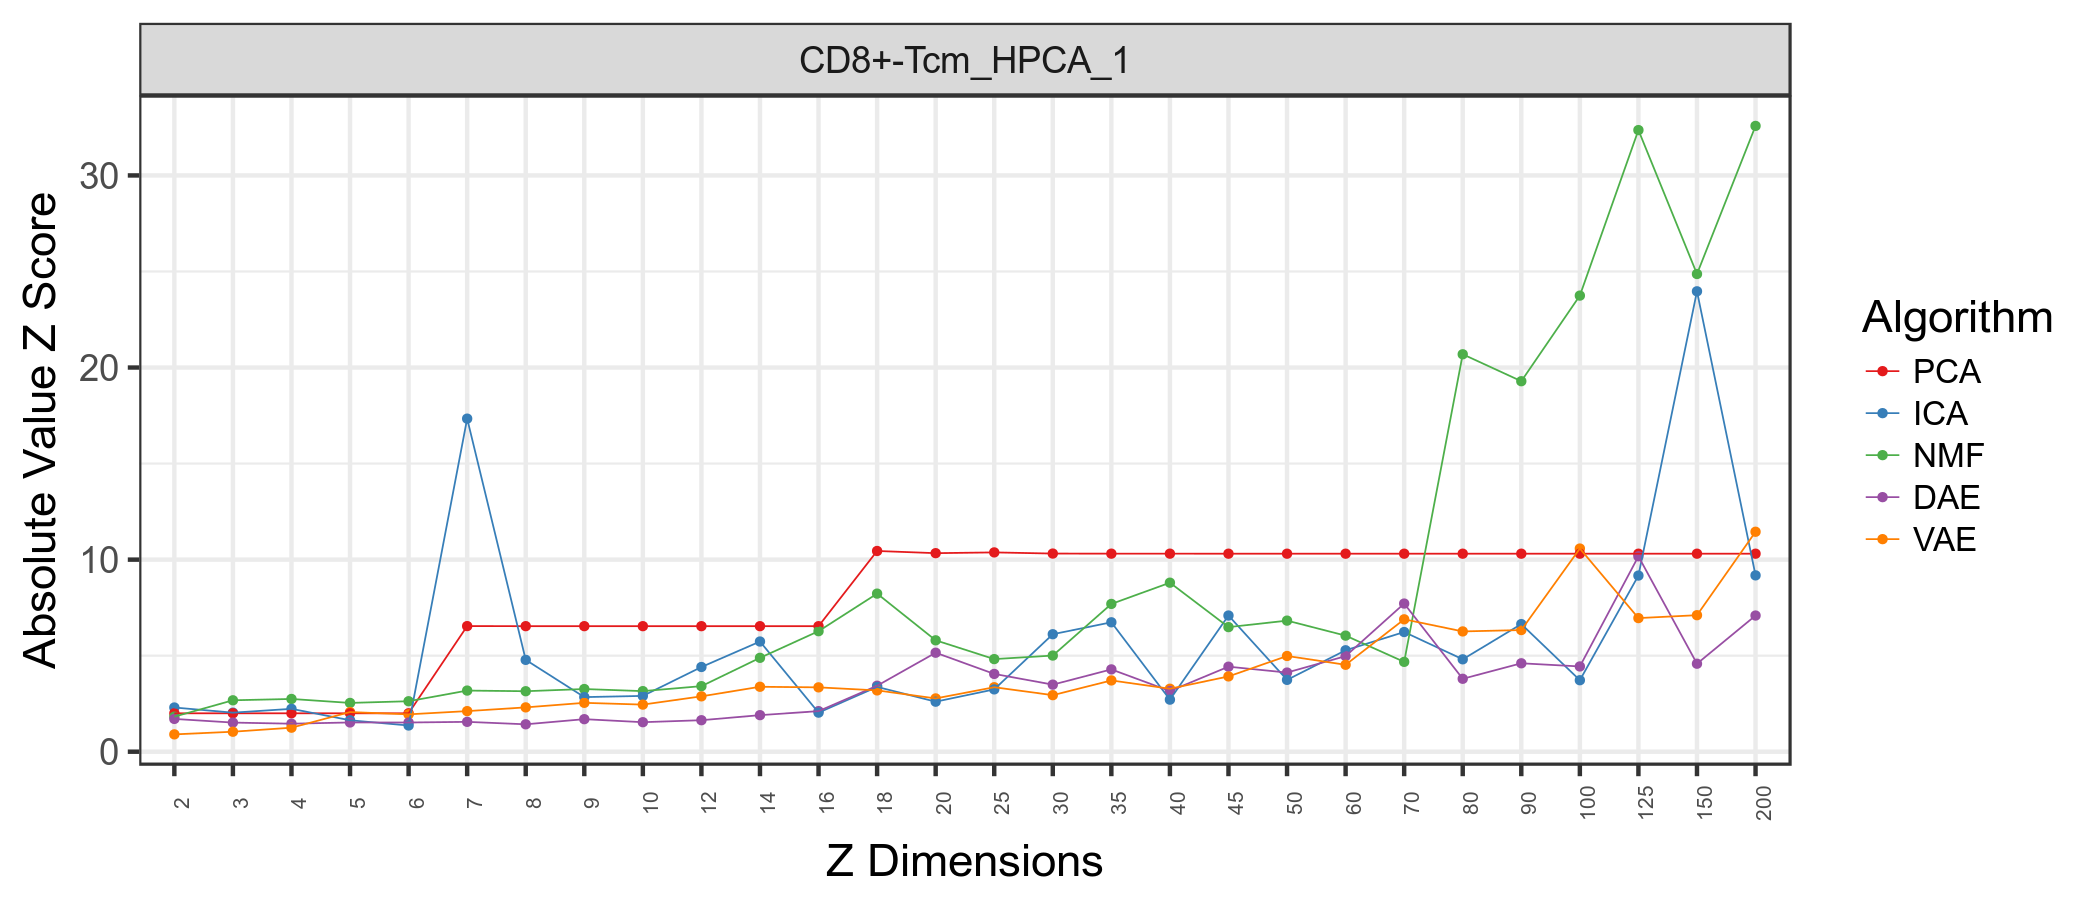 CD8+-Tcm_HPCA_1
Absolute Value Z Score
30
20
10
0
2 3 4 5 6 7 8 9 10 12 14 16 18 20 25 30 35 40 45 50 60 70 80 90 100 125 150 200
Z Dimensions
Algorithm
PCA
ICA
NMF
DAE
VAE